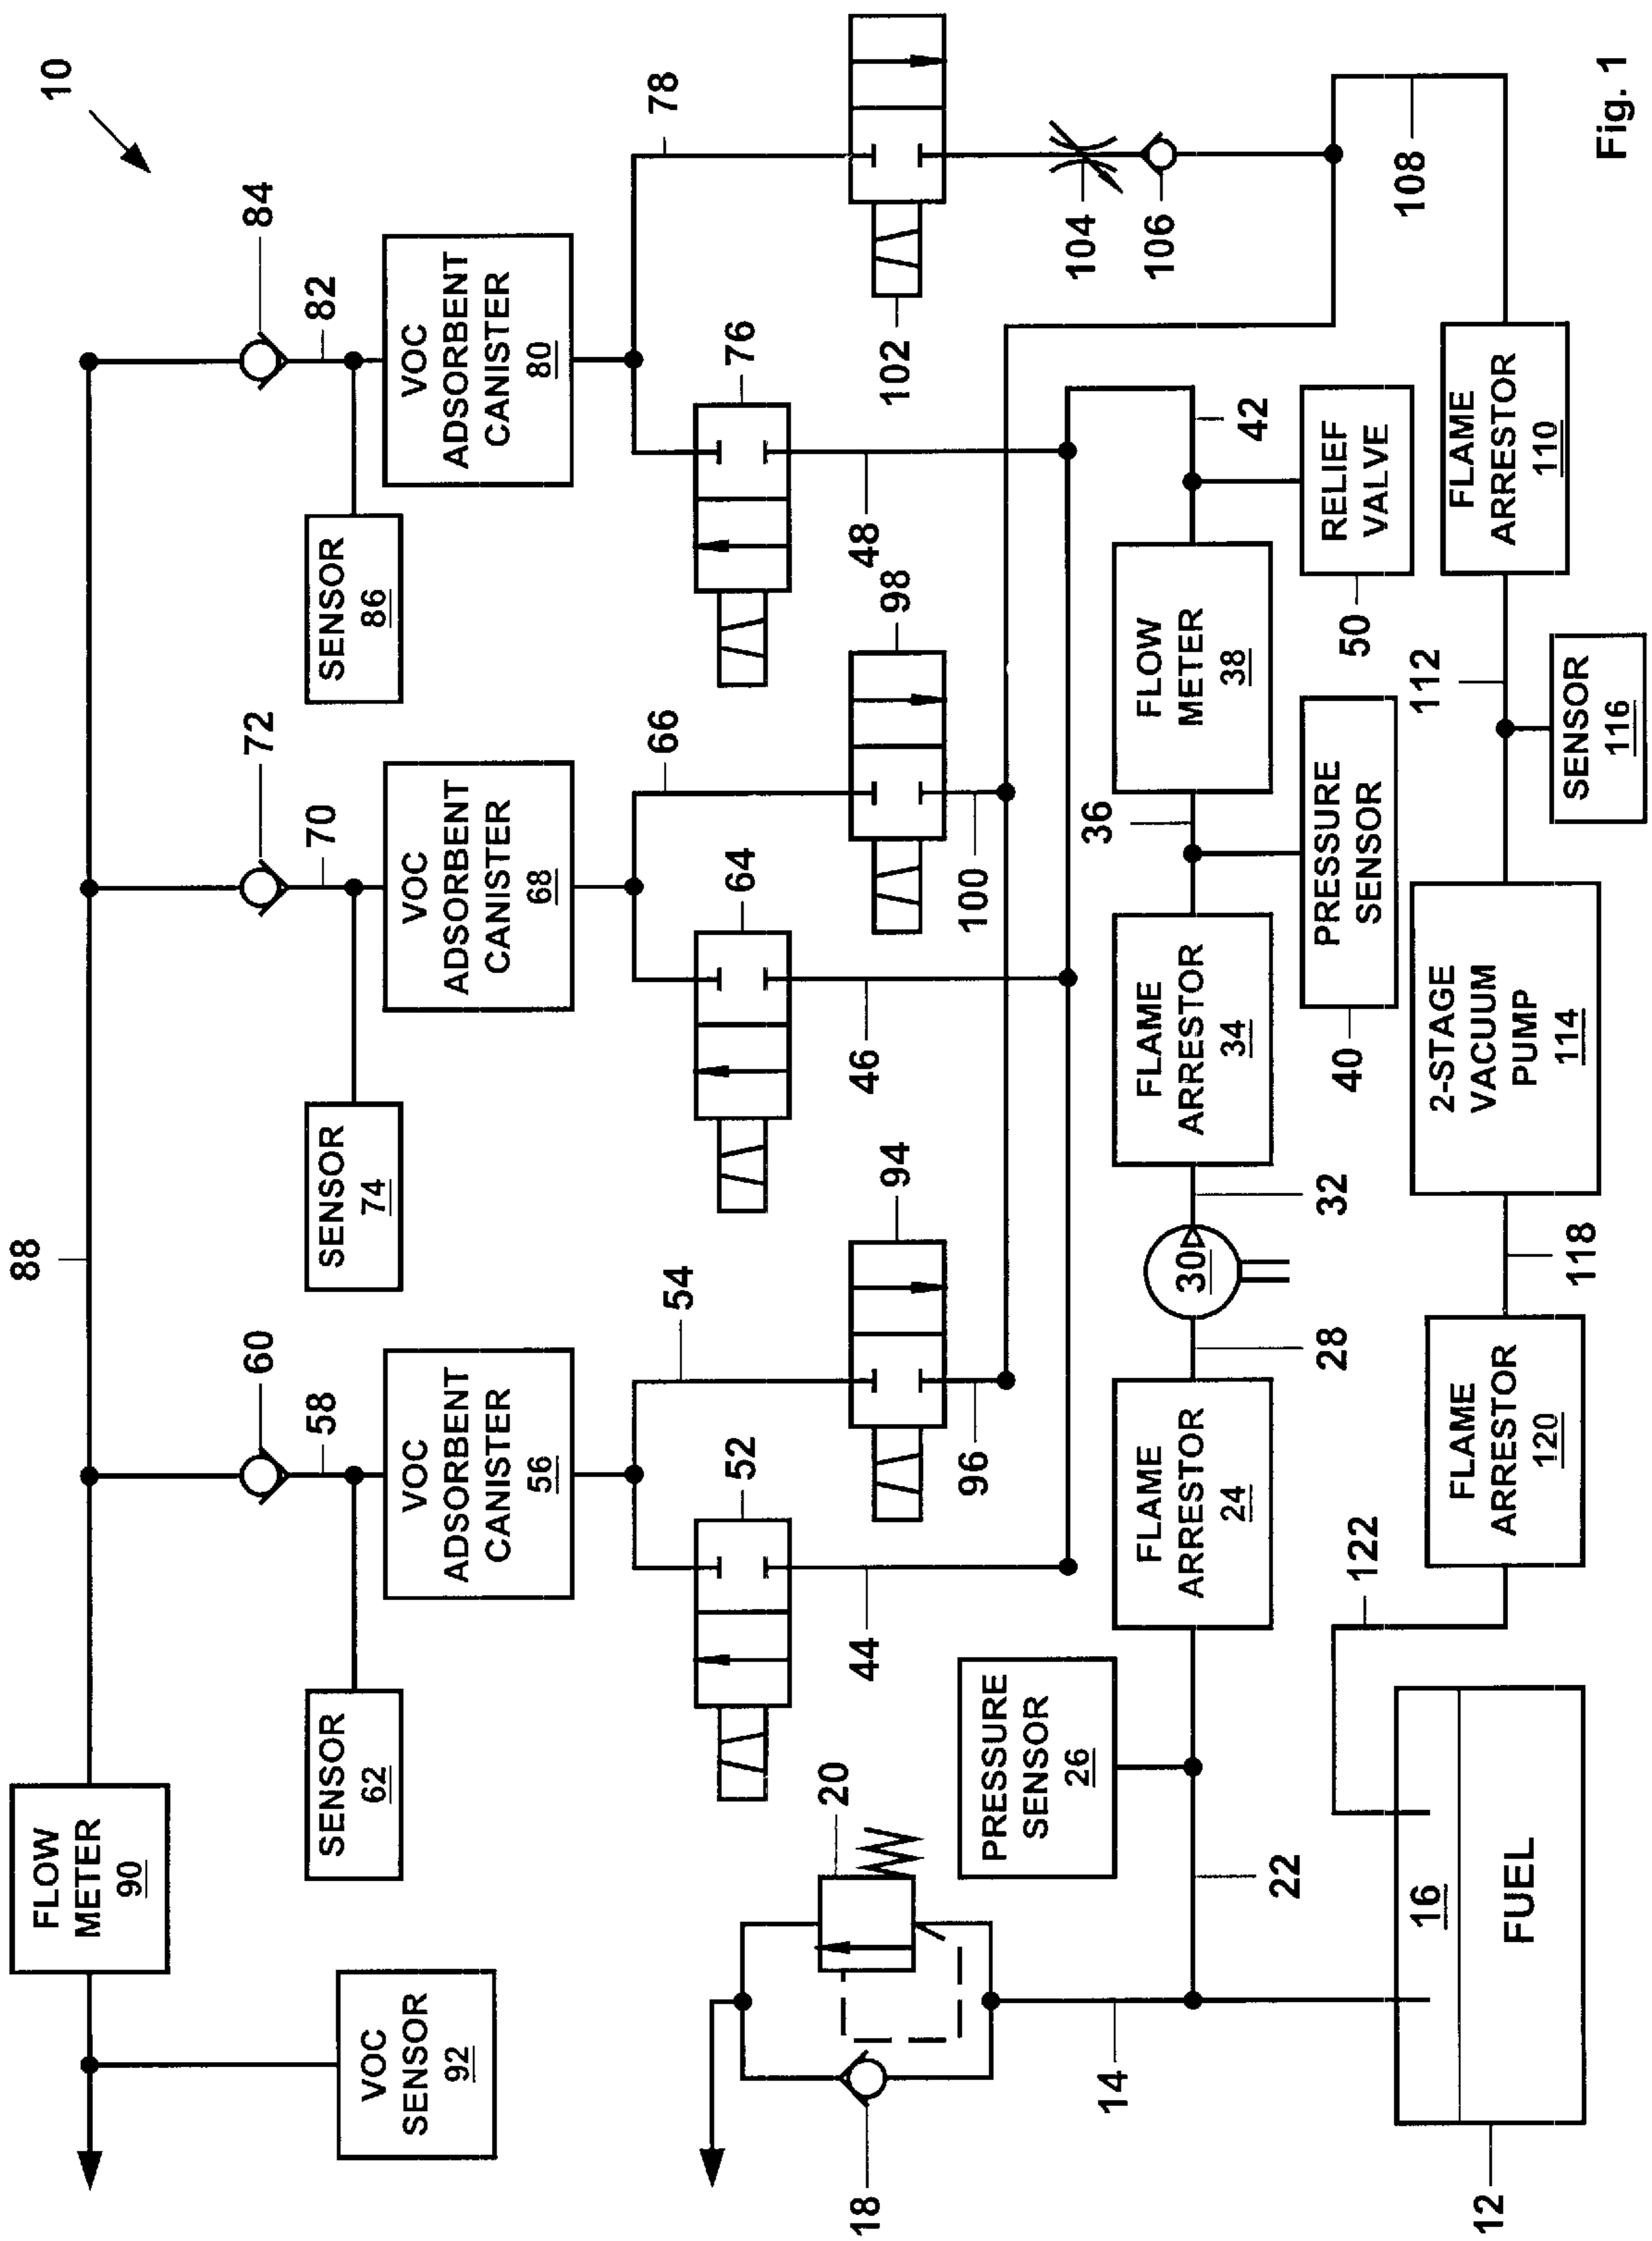 10
88
FLOW
METER
90
VOC
SENSOR
92
60
58
SENSOR
62
VOC
ADSORBENT
CANISTER
56
72
70
SENSOR
74
VOC
ADSORBENT
CANISTER
68
84
82
SENSOR
86
VOC
ADSORBENT
CANISTER
80
54
52
94
44
96
66
64
98
46
100
78
76
102
48
104
106
20
18
14
PRESSURE
SENSOR
26
22
FLAME
ARRESTOR
24
28
30
32
FLAME
ARRESTOR
34
36
PRESSURE
SENSOR
40
FLOW
METER
38
42
RELIEF
VALVE
50
108
FLAME
ARRESTOR
110
112
SENSOR
116
2-STAGE
VACUUM
PUMP
114
118
FLAME
ARRESTOR
120
122
16
FUEL
12
Fig. 1